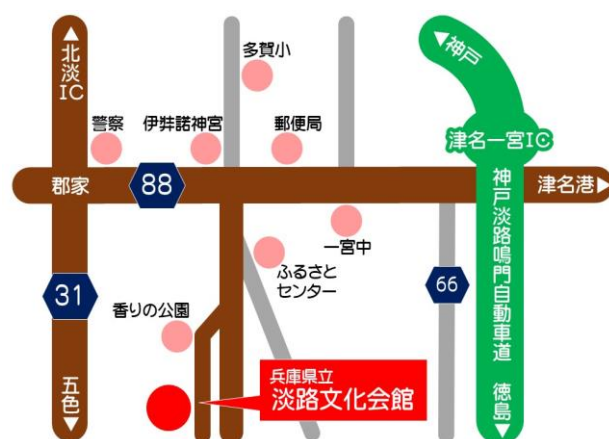 神戸
多賀小
北淡
IC
警察
伊弉諾神宮
郵便局
津名一宮IC
郡家
88
津名港
神戸淡路鳴門自動車道
一宮中
ふるさと
センター
31
66
香りの公園
兵庫県立
淡路文化会館
五色
徳島